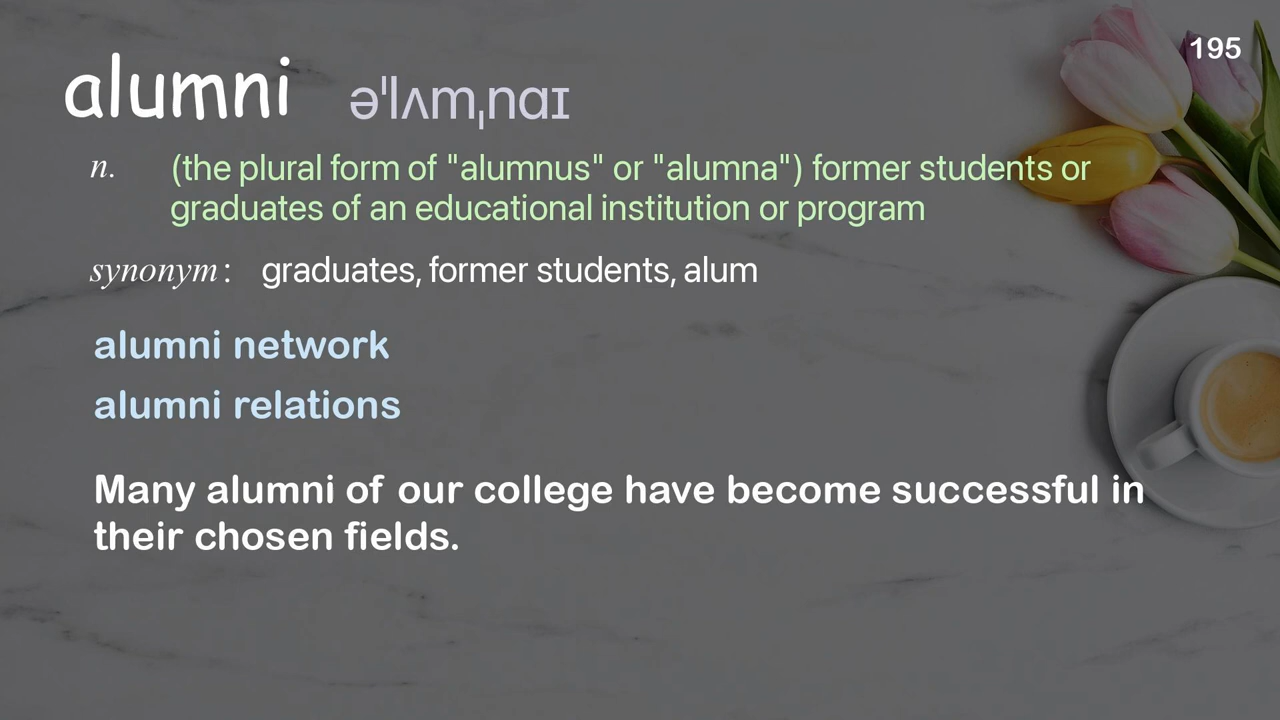 195
alumni əˈlʌmˌnɑɪ
n. (the plural form of "alumnus" or "alumna") former students or
graduates of an educational institution or program
synonym: graduates, former students, alum
alumni network
alumni relations
Many alumni of our college have become successful in
their chosen fields.